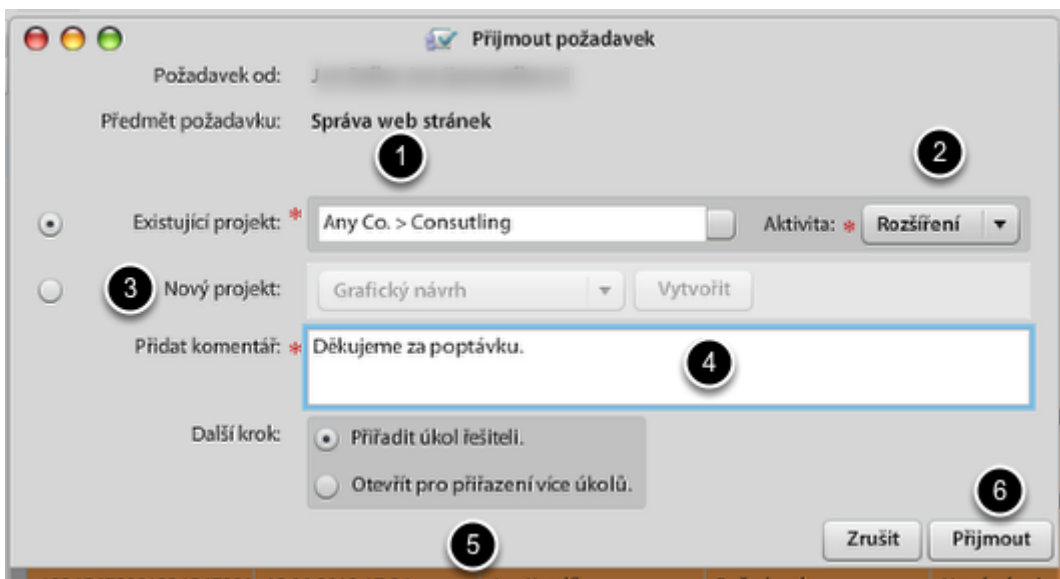 Přijmout požadavek
Požadavek od:
Předmět požadavku: Správa web stránek
1
2
Existující projekt: * Any Co. > Consutling Aktivita: * Rozšíření
3 Nový projekt: Grafický návrh Vytvořit
Přidat komentář: * Děkujeme za poptávku.
4
Další krok: Přiřadit úkol řešiteli.
Otevřít pro přiřazení více úkolů.
6
5
Zrušit Přijmout